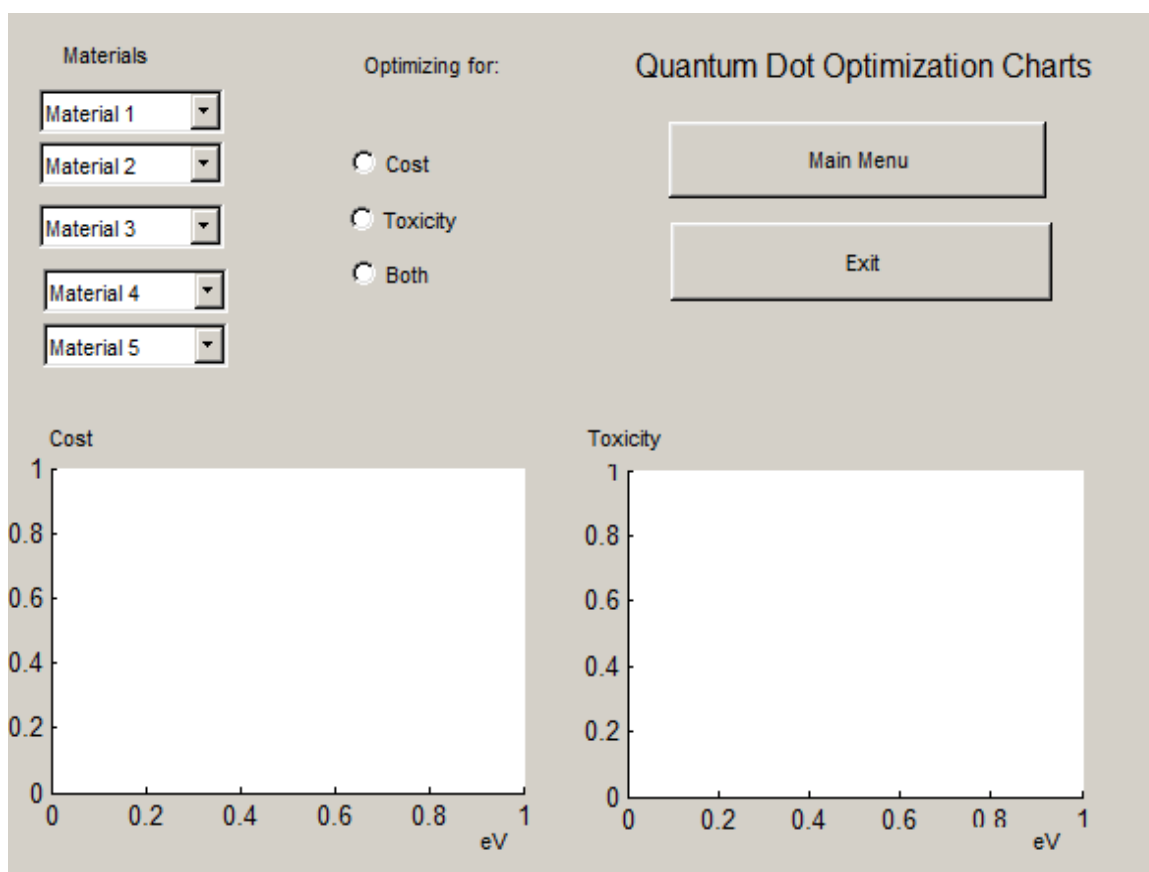 Materials
Material 1
Material 2
Material 3
Material 4
Material 5
Optimizing for:
Cost
Toxicity
Both
Quantum Dot Optimization Charts
Main Menu
Exit
Cost
1
0.8
0.6
0.4
0.2
0
0 0.2 0.4 0.6 0.8 1
eV
Toxicity
1
0.8
0.6
0.4
0.2
0
0 0.2 0.4 0.6 0.8 1
eV